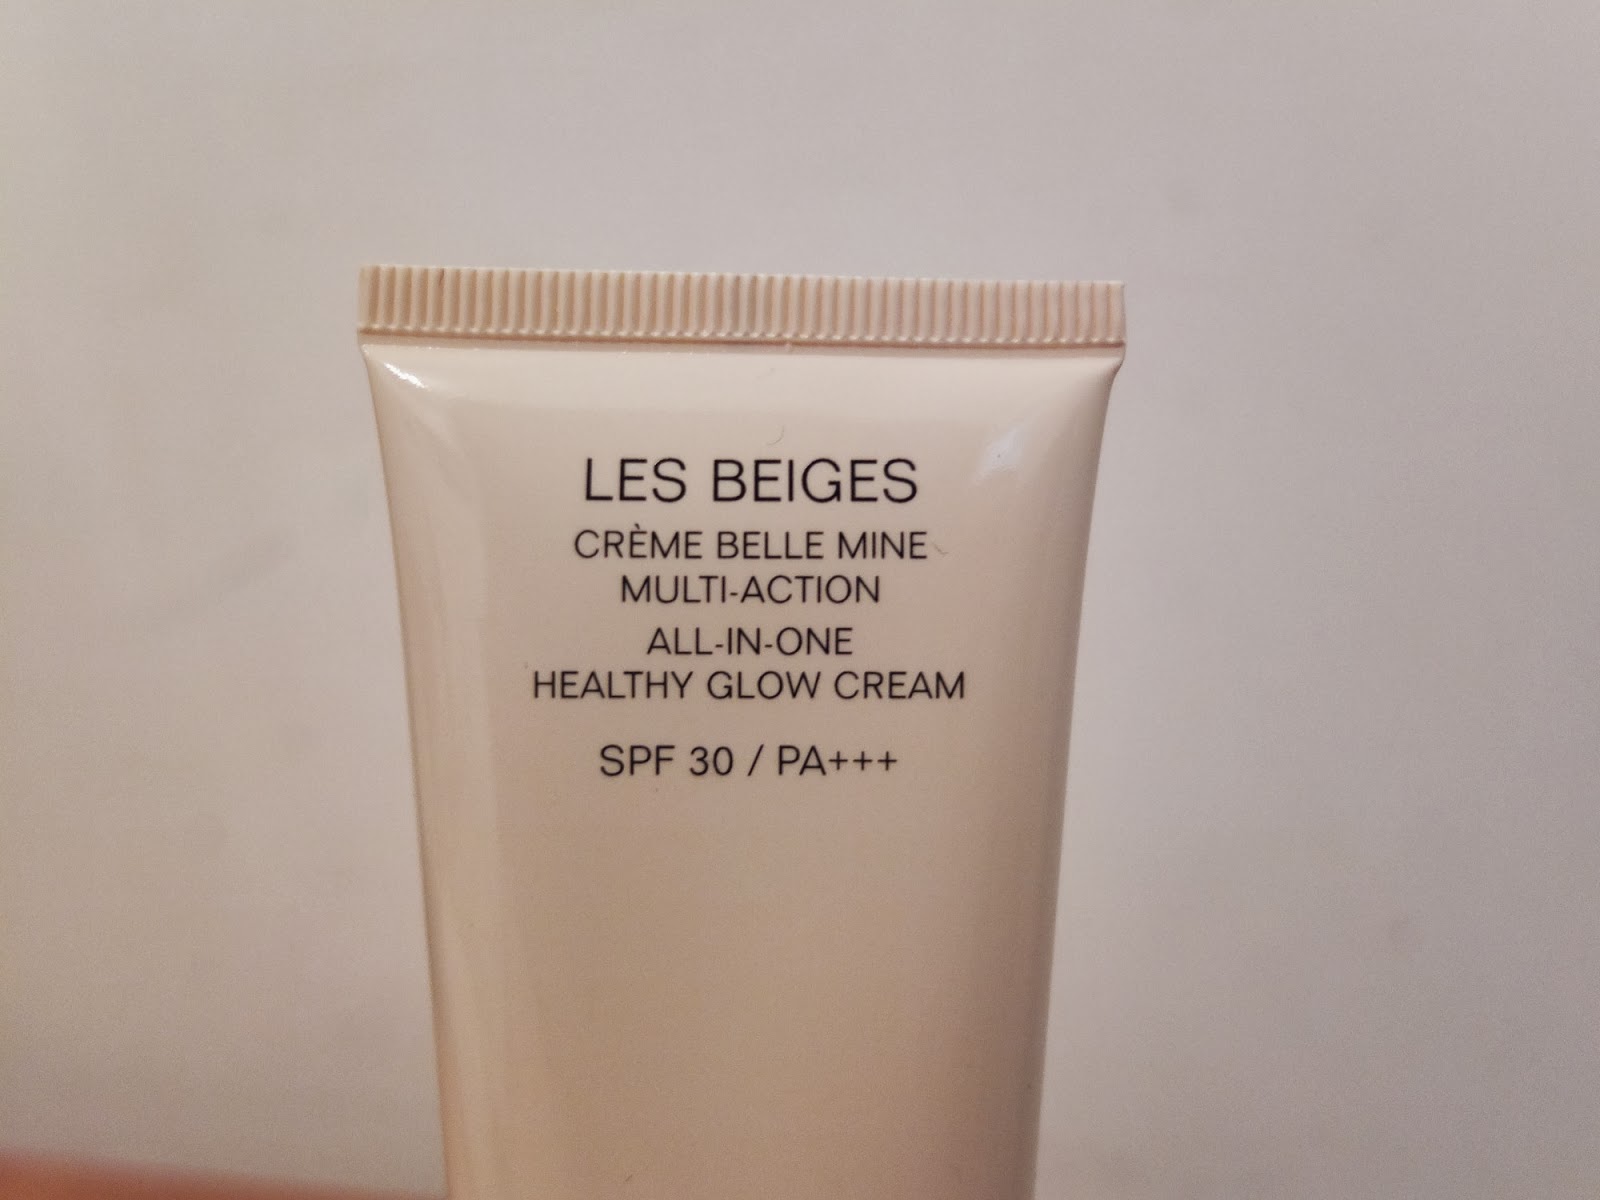 LES BEIGES
CRÈME BELLE MINE
MULTI-ACTION
ALL-IN-ONE
HEALTHY GLOW CREAM
SPF 30 / PA+++